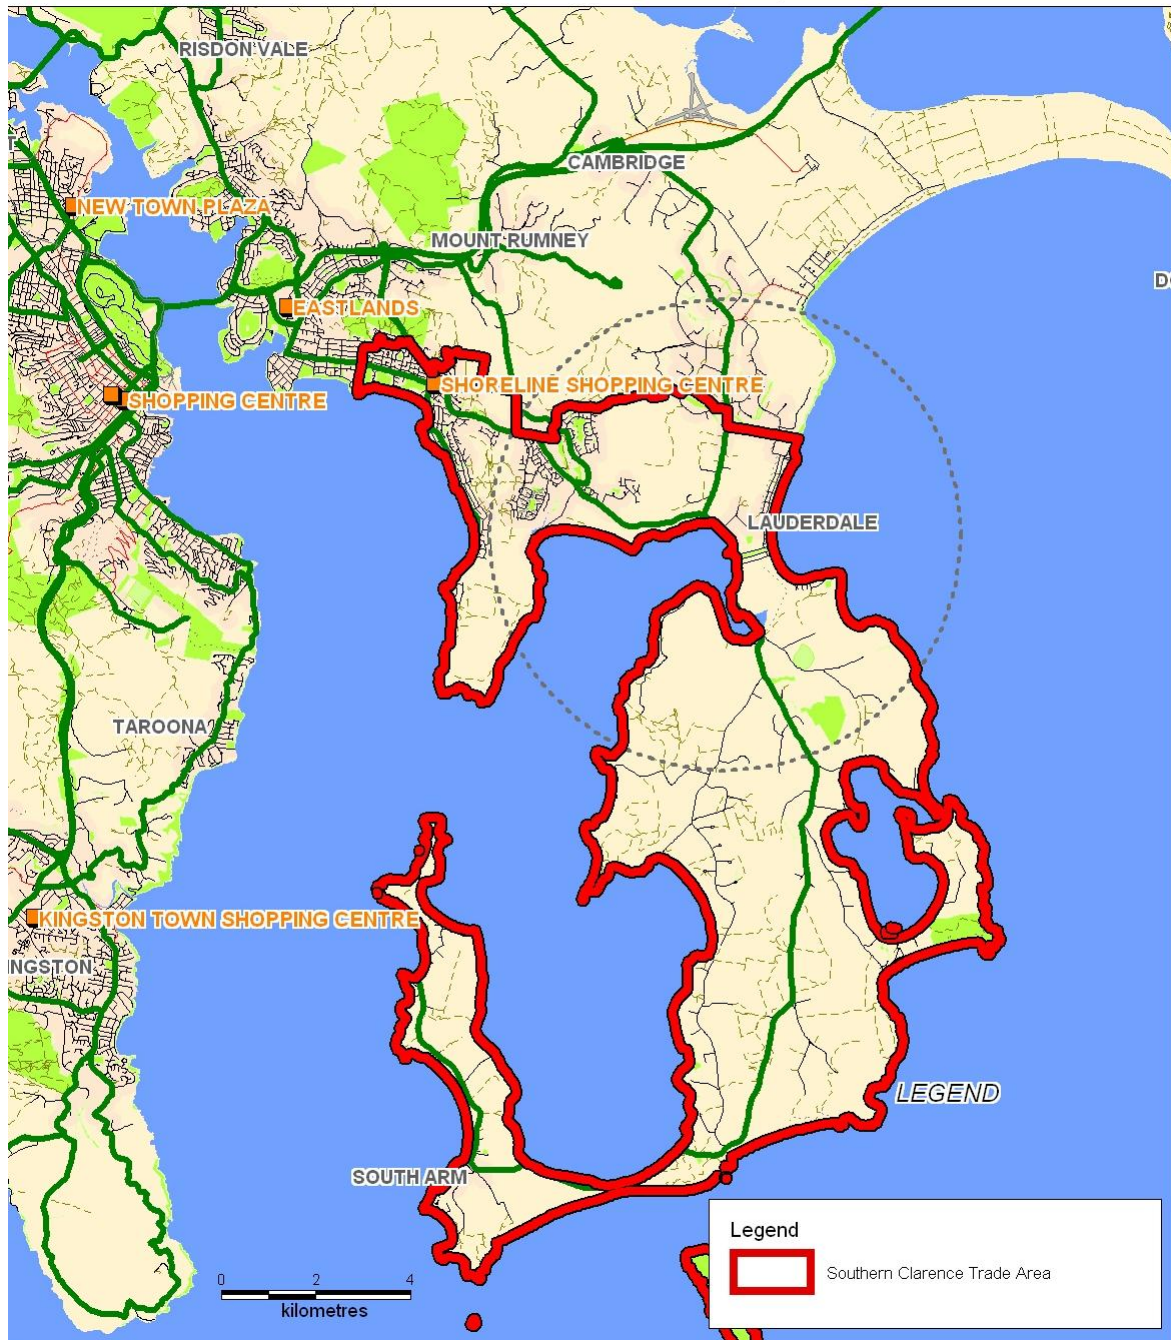 RISDON VALE
T
CAMBRIDGE
NEW TOWN PLAZA
MOUNT RUMNEY
D
EASTLANDS
SHORELINE SHOPPING CENTRE
SHOPPING CENTRE
LAUDERDALE
TAROONA
KINGSTON TOWN SHOPPING CENTRE
INGSTON
LEGEND
SOUTH ARM
Legend
Southern Clarence Trade Area
0 2 4
kilometres